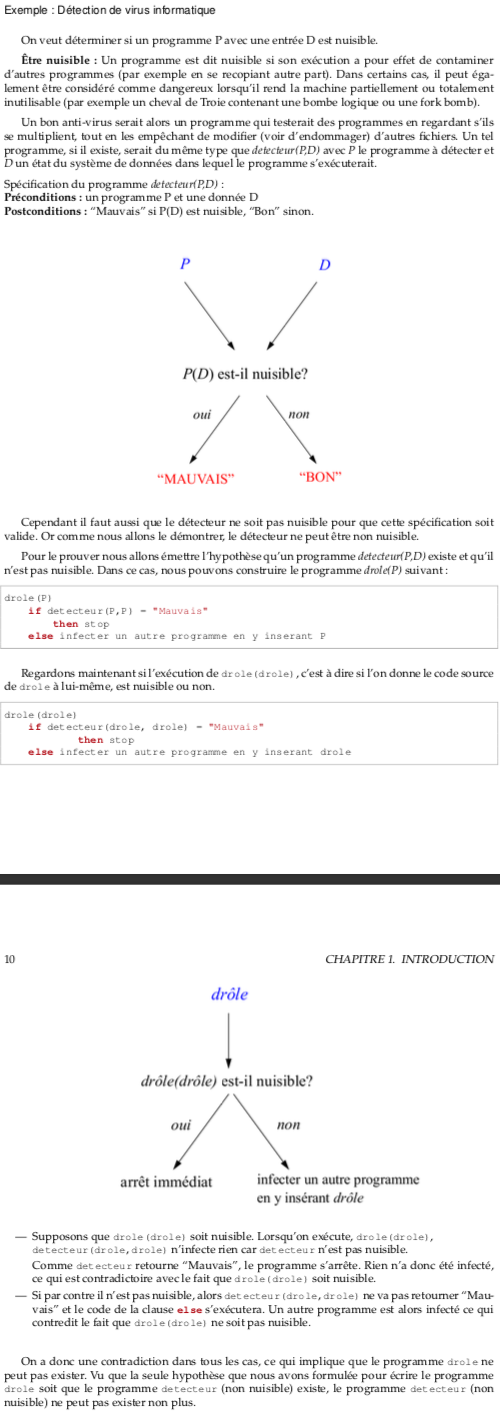 Exemple : Détection de virus informatique
On veut déterminer si un programme P avec une entrée D est nuisible.
Être nuisible : Un programme est dit nuisible si son exécution a pour effet de contaminer
d'autres programmes (par exemple en se recopiant autre part). Dans certains cas, il peut éga-
lement être considéré comme dangereux lorsqu'il rend la machine partiellement ou totalement
inutilisable (par exemple un cheval de Troie contenant une bombe logique ou une fork bomb).
Un bon anti-virus serait alors un programme qui testerait des programmes en regardant s'ils
se multiplient, tout en les empêchant de modifier (voir d'endommager) d'autres fichiers. Un tel
programme, si il existe, serait du même type que detecteur(P,D) avec P le programme à détecter et
D un état du système de données dans lequel le programme s'exécuterait.
Spécification du programme detecteur(P,D) :
Préconditions : un programme P et une donnée D
Postconditions : "Mauvais" si P(D) est nuisible, "Bon" sinon.
P D
P(D) est-il nuisible?
oui non
"MAUVAIS" "BON"
Cependant il faut aussi que le détecteur ne soit pas nuisible pour que cette spécification soit
valide. Or comme nous allons le démontrer, le détecteur ne peut être non nuisible.
Pour le prouver nous allons émettre l'hypothèse qu'un programme detecteur(P,D) existe et qu'il
n'est pas nuisible. Dans ce cas, nous pouvons construire le programme drole(P) suivant :
drole(P)
if detecteur(P,P) = "Mauvais"
then stop
else infecter un autre programme en y inserant P
Regardons maintenant si l'exécution de drole(drole), c'est à dire si l'on donne le code source
de drole à lui-même, est nuisible ou non.
drole(drole)
if detecteur(drole, drole) = "Mauvais"
then stop
else infecter un autre programme en y inserant drole
10 CHAPITRE 1. INTRODUCTION
drôle
drôle(drôle) est-il nuisible?
oui non
arrêt immédiat infecter un autre programme
en y insérant drôle
— Supposons que drole(drole) soit nuisible. Lorsqu'on exécute, drole(drole),
detecteur(drole,drole) n'infecte rien car detecteur n'est pas nuisible.
Comme detecteur retourne "Mauvais", le programme s'arrête. Rien n'a donc été infecté,
ce qui est contradictoire avec le fait que drole(drole) soit nuisible.
— Si par contre il n'est pas nuisible, alors detecteur(drole,drole) ne va pas retourner "Mau-
vais" et le code de la clause else s'exécutera. Un autre programme est alors infecté ce qui
contredit le fait que drole(drole) ne soit pas nuisible.
On a donc une contradiction dans tous les cas, ce qui implique que le programme drole ne
peut pas exister. Vu que la seule hypothèse que nous avons formulée pour écrire le programme
drole soit que le programme detecteur (non nuisible) existe, le programme detecteur (non
nuisible) ne peut pas exister non plus.